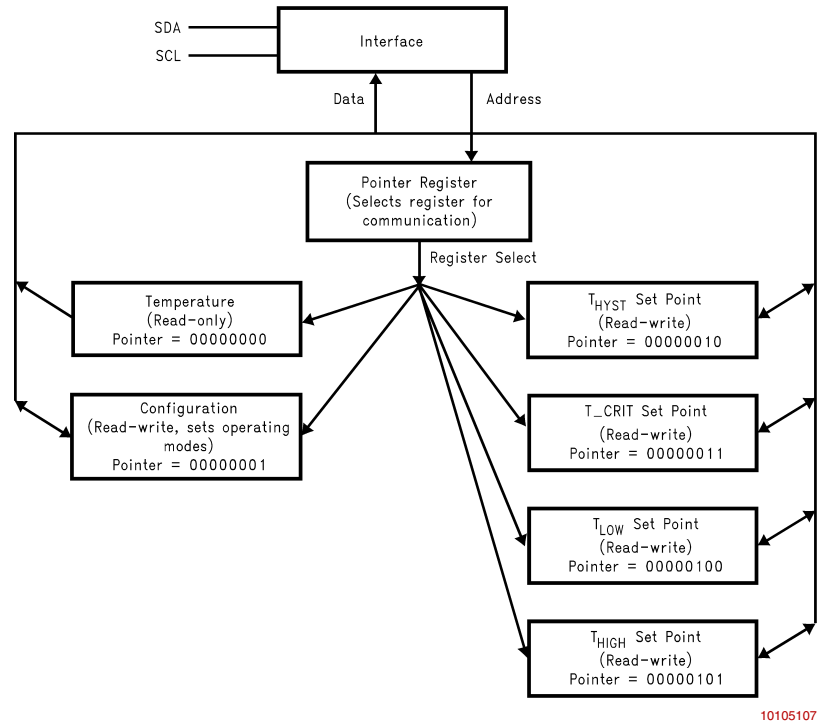 SDA
SCL
Interface
Data
Address
Pointer Register
(Selects register for
communication)
Register Select
Temperature
(Read-only)
Pointer = 00000000
THYST Set Point
(Read-write)
Pointer = 00000010
Configuration
(Read-write, sets operating
modes)
Pointer = 00000001
T_CRIT Set Point
(Read-write)
Pointer = 00000011
TLOW Set Point
(Read-write)
Pointer = 00000100
THIGH Set Point
(Read-write)
Pointer = 00000101
10105107